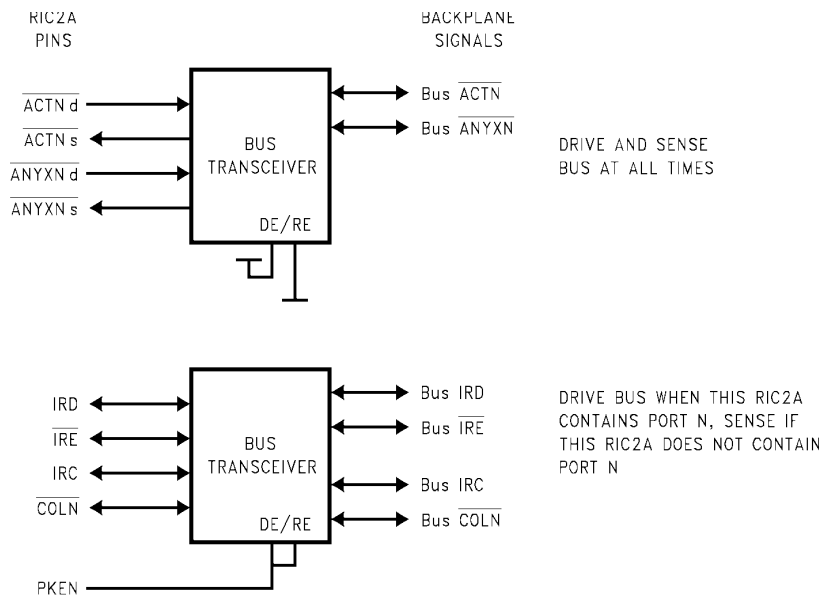 RIC2A
PINS
BACKPLANE
SIGNALS
ACTN d
ACTN s
ANYXN d
ANYXN s
BUS
TRANSCEIVER
DE/RE
Bus ACTN
Bus ANYXN
DRIVE AND SENSE
BUS AT ALL TIMES
IRD
IRE
IRC
COLN
PKEN
BUS
TRANSCEIVER
DE/RE
Bus IRD
Bus IRE
Bus IRC
Bus COLN
DRIVE BUS WHEN THIS RIC2A
CONTAINS PORT N, SENSE IF
THIS RIC2A DOES NOT CONTAIN
PORT N